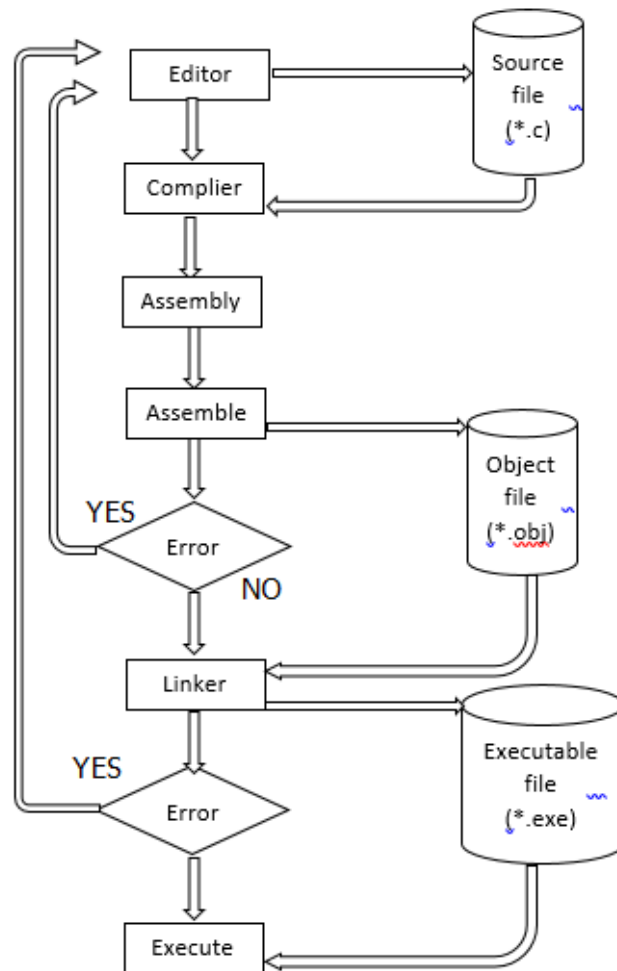 Editor
Source
file
(*.c)
Complier
Assembly
Assemble
Object
file
(*.obj)
YES
Error
NO
Linker
Executable
file
(*.exe)
YES
Error
Execute